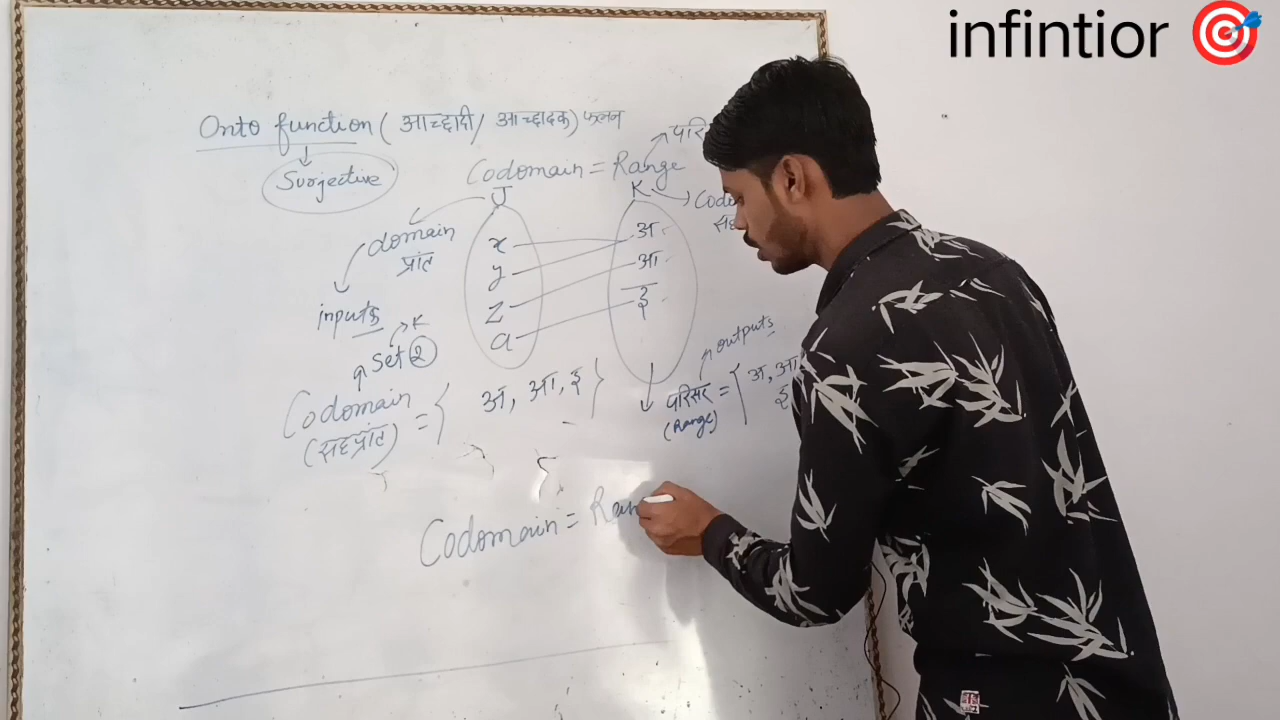 infintior
Onto function (आच्छादी/ आच्छादक) फलन
Surjective
Codomain = Range
J
K
domain
प्रांत
inputs
x
y
z
a
अ
आ
इ
K
set 2
Codomain = { अ, आ, इ }
(सहप्रांत)
outputs
परिसर = { अ, आ
(Range) इ
Codomain =